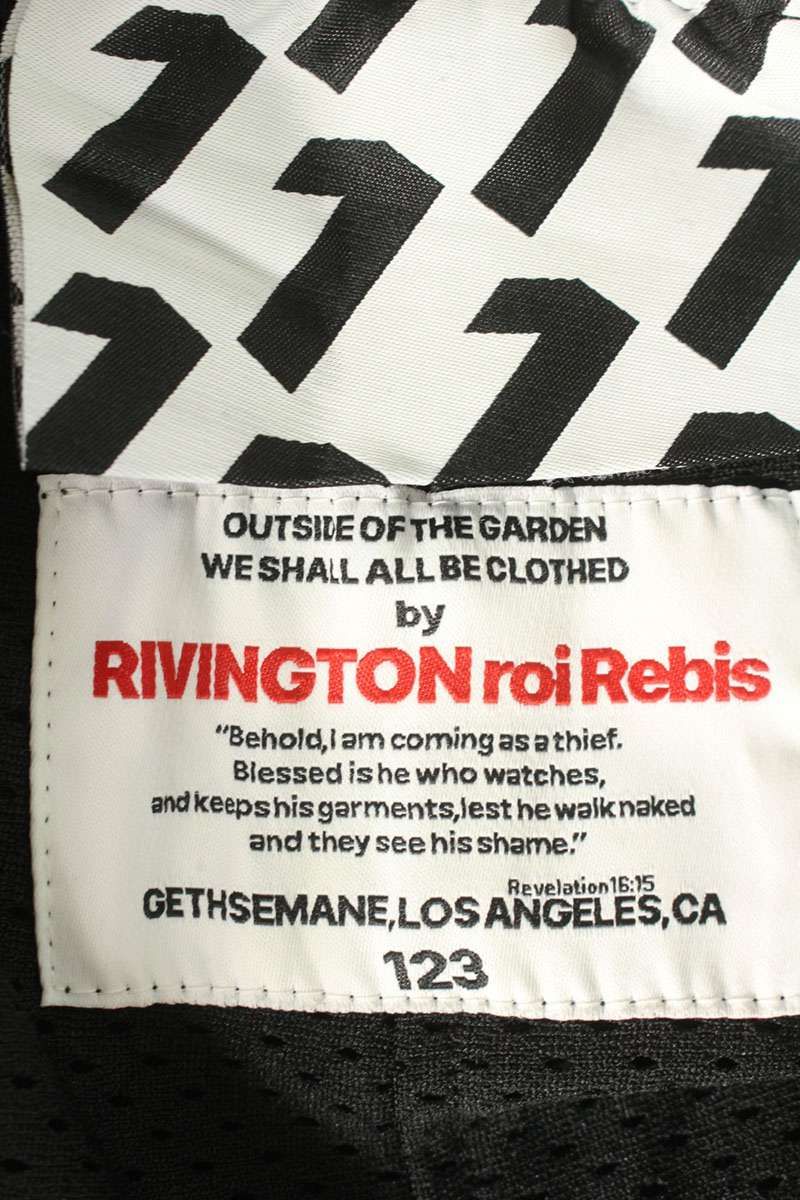 OUTSIDE OF THE GARDEN
WE SHALL ALL BE CLOTHED
by
RIVINGTON roi Rebis
"Behold, I am coming as a thief.
Blessed is he who watches,
and keeps his garments, lest he walk naked
and they see his shame."
Revelation 16:15
GETHSEMANE, LOS ANGELES, CA
123